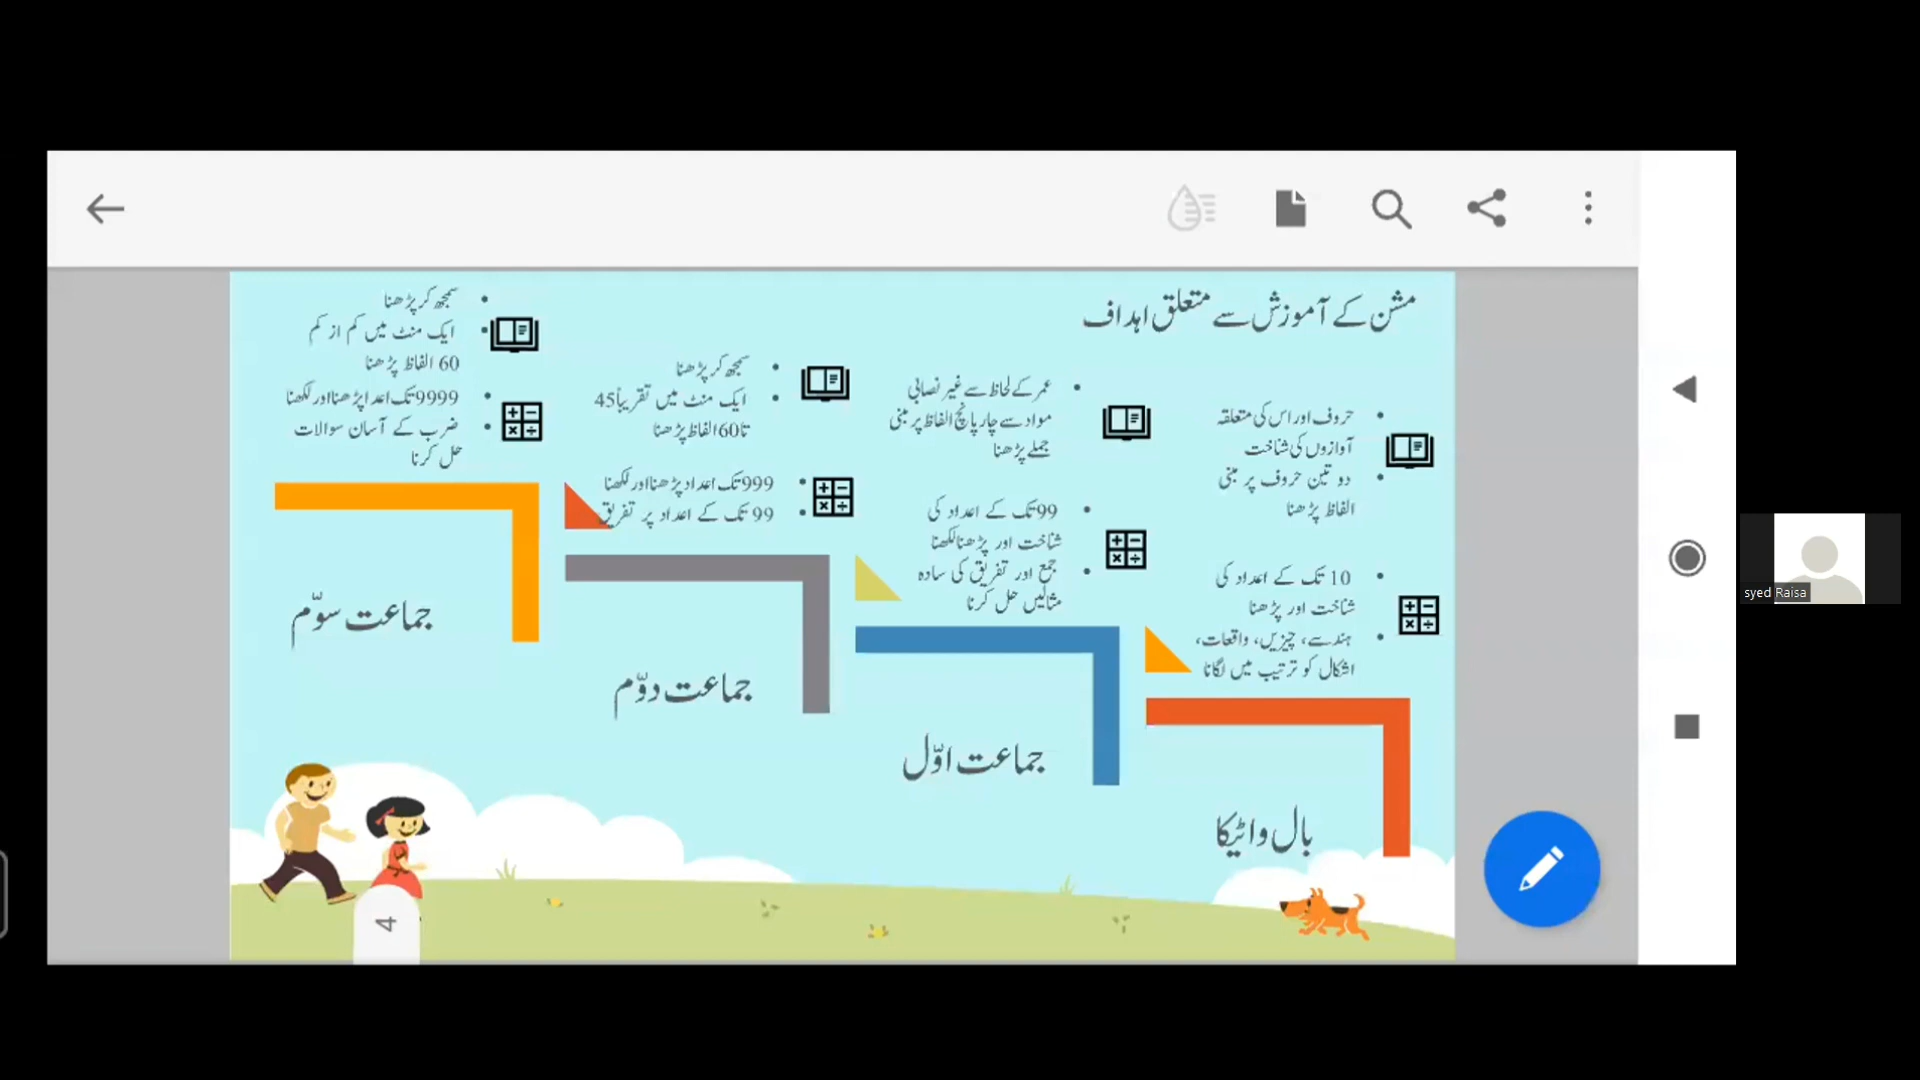 مشن کے آموزش سے متعلق اہداف
حروف اور اس کی متعلقہ
آوازوں کی شناخت
دو تین حروف پر مبنی
الفاظ پڑھنا
10 تک کے اعداد کی
شناخت اور پڑھنا
ہندسے، چیزیں، واقعات،
اشکال کو ترتیب میں لگانا
بال واٹیکا
عمر کے لحاظ سے غیر نصابی
مواد سے چار پانچ الفاظ پر مبنی
جملے پڑھنا
99 تک کے اعداد کی
شناخت اور پڑھنا لکھنا
جمع اور تفریق کی سادہ
مثالیں حل کرنا
جماعت اوّل
سمجھ کر پڑھنا
ایک منٹ میں تقریباً 45
تا 60 الفاظ پڑھنا
999 تک اعداد پڑھنا اور لکھنا
99 تک کے اعداد پر تفریق
جماعت دوّم
سمجھ کر پڑھنا
ایک منٹ میں کم از کم
60 الفاظ پڑھنا
9999 تک اعدا پڑھنا اور لکھنا
ضرب کے آسان سوالات
حل کرنا
جماعت سوّم
4
syed Raisa